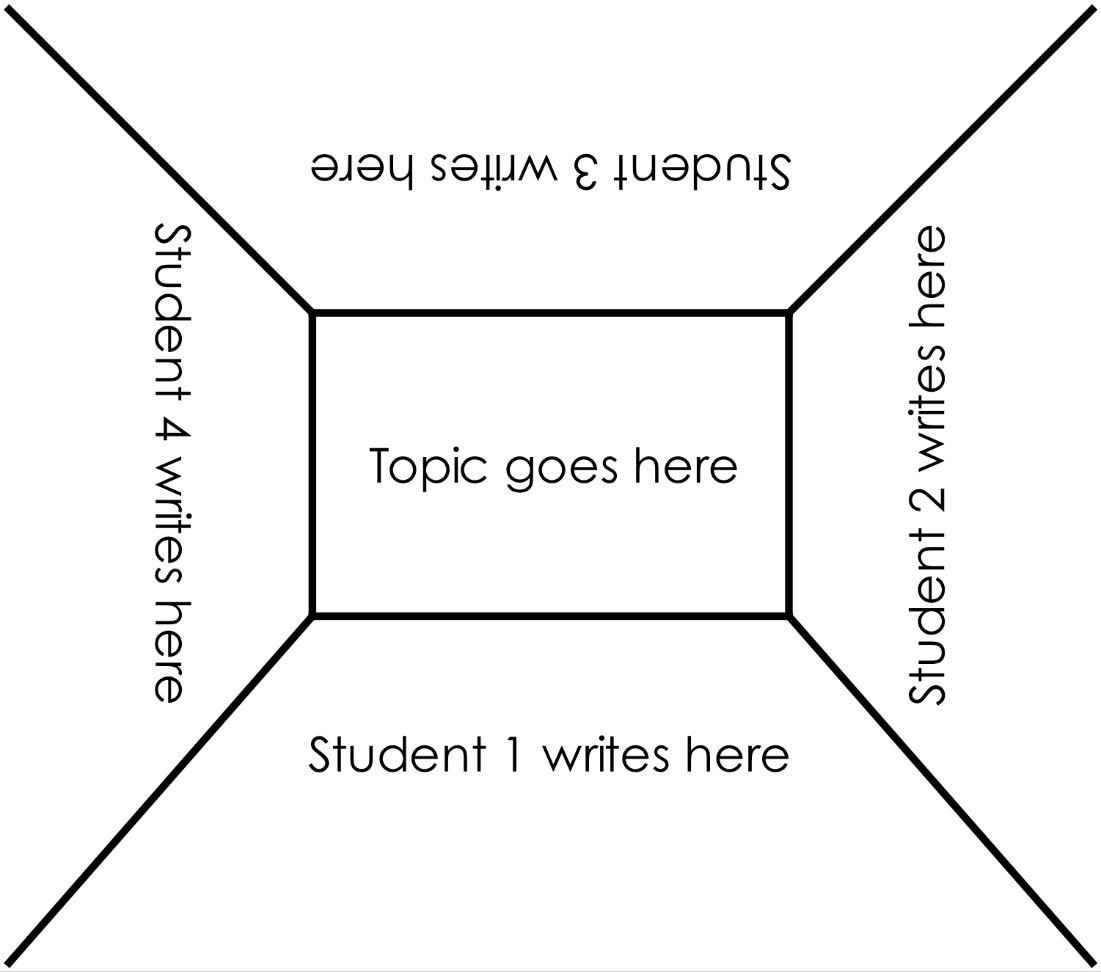 Student 3 writes here
Student 4 writes here
Topic goes here
Student 2 writes here
Student 1 writes here